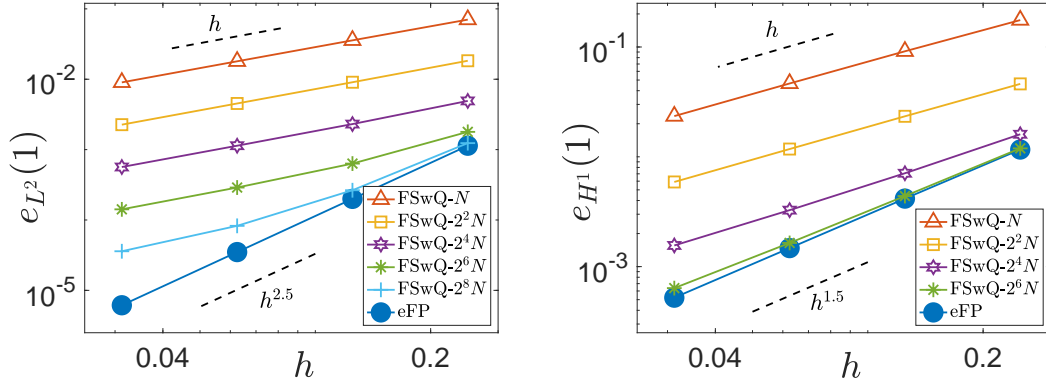 h
10^{-2}
e_{L^2}(1)
FSwQ-N
FSwQ-2^2N
FSwQ-2^4N
FSwQ-2^6N
FSwQ-2^8N
eFP
h^{2.5}
10^{-5}
0.04
0.2
h
h
10^{-1}
e_{H^1}(1)
FSwQ-N
FSwQ-2^2N
FSwQ-2^4N
FSwQ-2^6N
eFP
h^{1.5}
10^{-3}
0.04
0.2
h